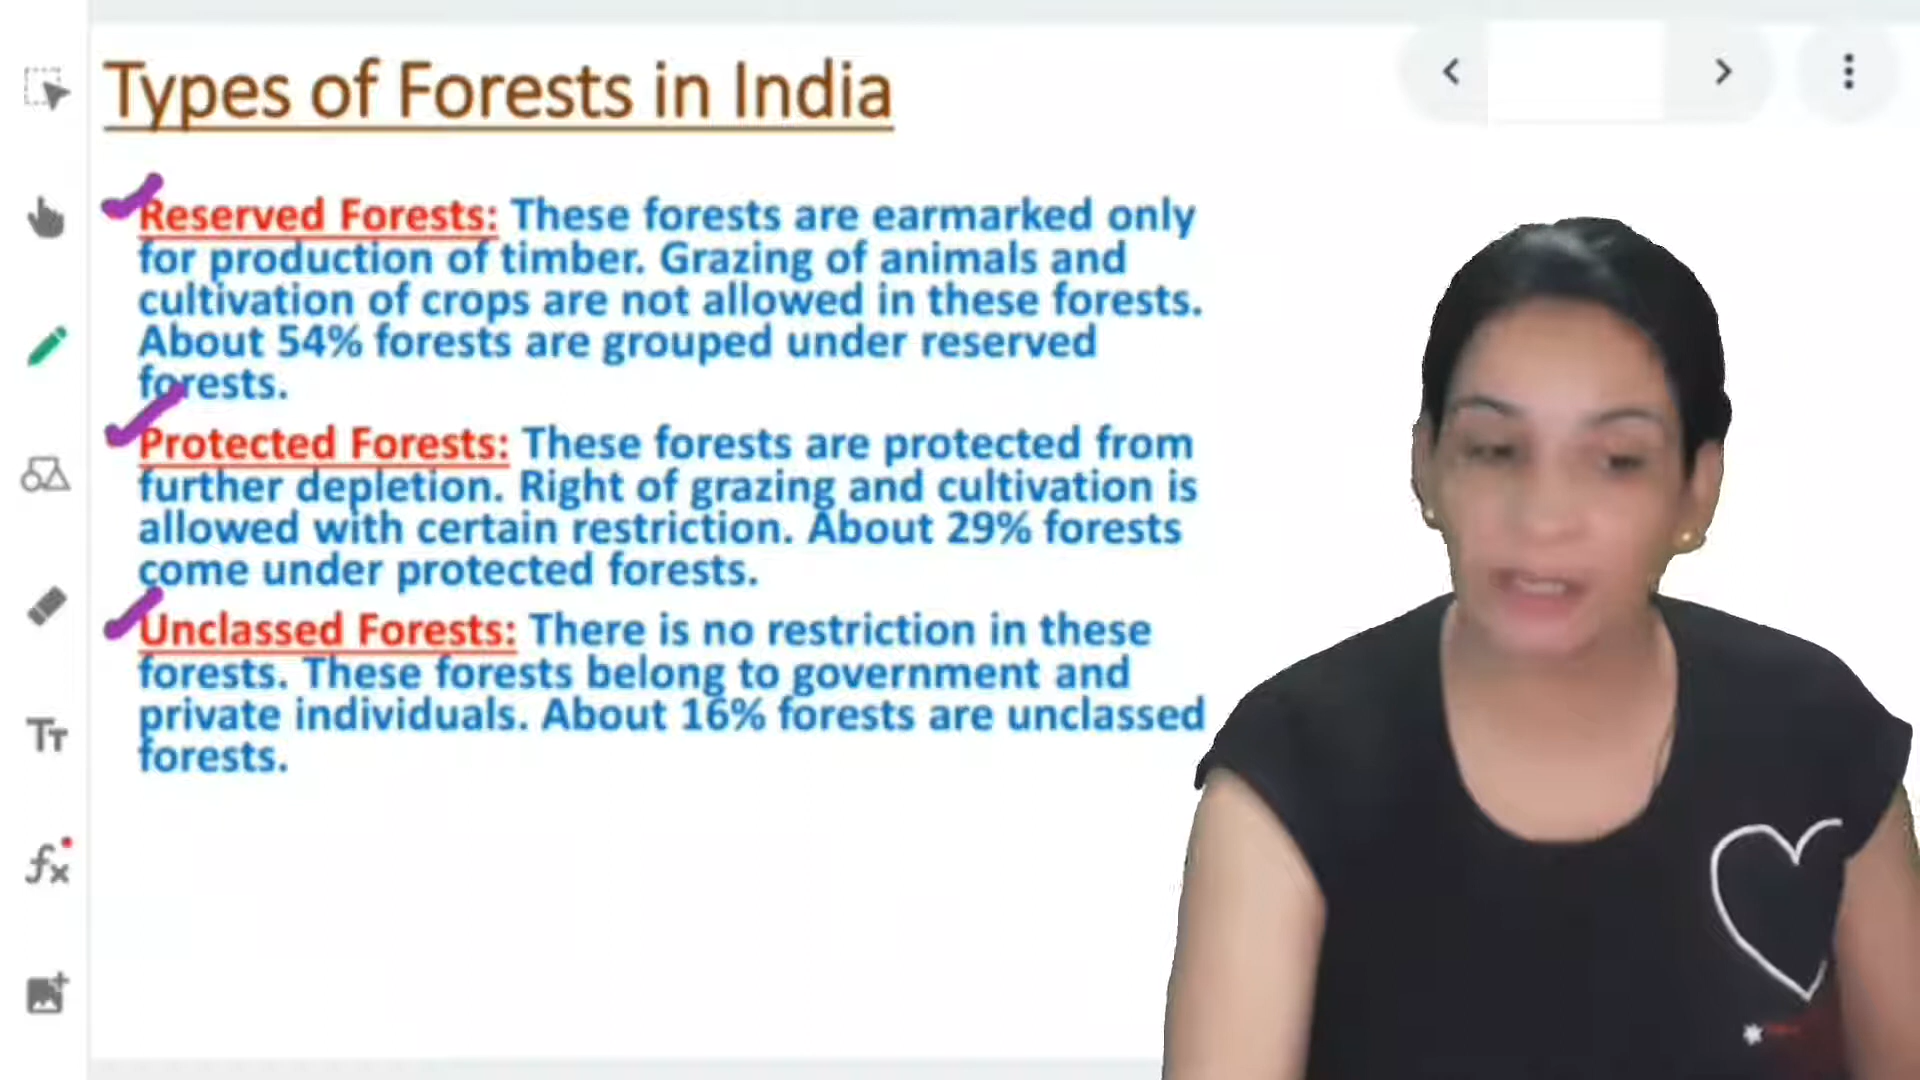 Types of Forests in India
Reserved Forests: These forests are earmarked only
for production of timber. Grazing of animals and
cultivation of crops are not allowed in these forests.
About 54% forests are grouped under reserved
forests.
Protected Forests: These forests are protected from
further depletion. Right of grazing and cultivation is
allowed with certain restriction. About 29% forests
come under protected forests.
Unclassed Forests: There is no restriction in these
forests. These forests belong to government and
private individuals. About 16% forests are unclassed
forests.
Tт
fx